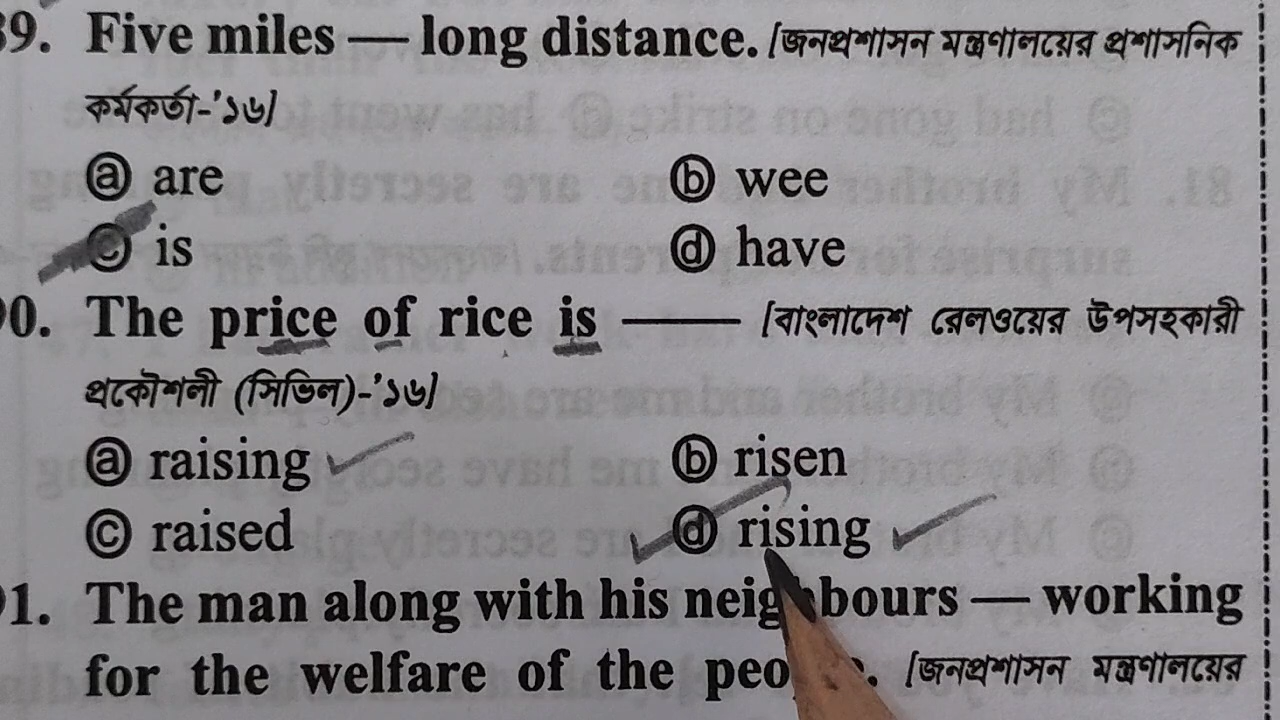 39. Five miles — long distance. [জনপ্রশাসন মন্ত্রণালয়ের প্রশাসনিক
কর্মকর্তা-'১৬]
ⓐ are ⓑ wee
ⓒ is ⓓ have
90. The price of rice is —— [বাংলাদেশ রেলওয়ের উপসহকারী
প্রকৌশলী (সিভিল)-'১৬]
ⓐ raising ⓑ risen
ⓒ raised ⓓ rising
91. The man along with his neighbours — working
for the welfare of the people. [জনপ্রশাসন মন্ত্রণালয়ের